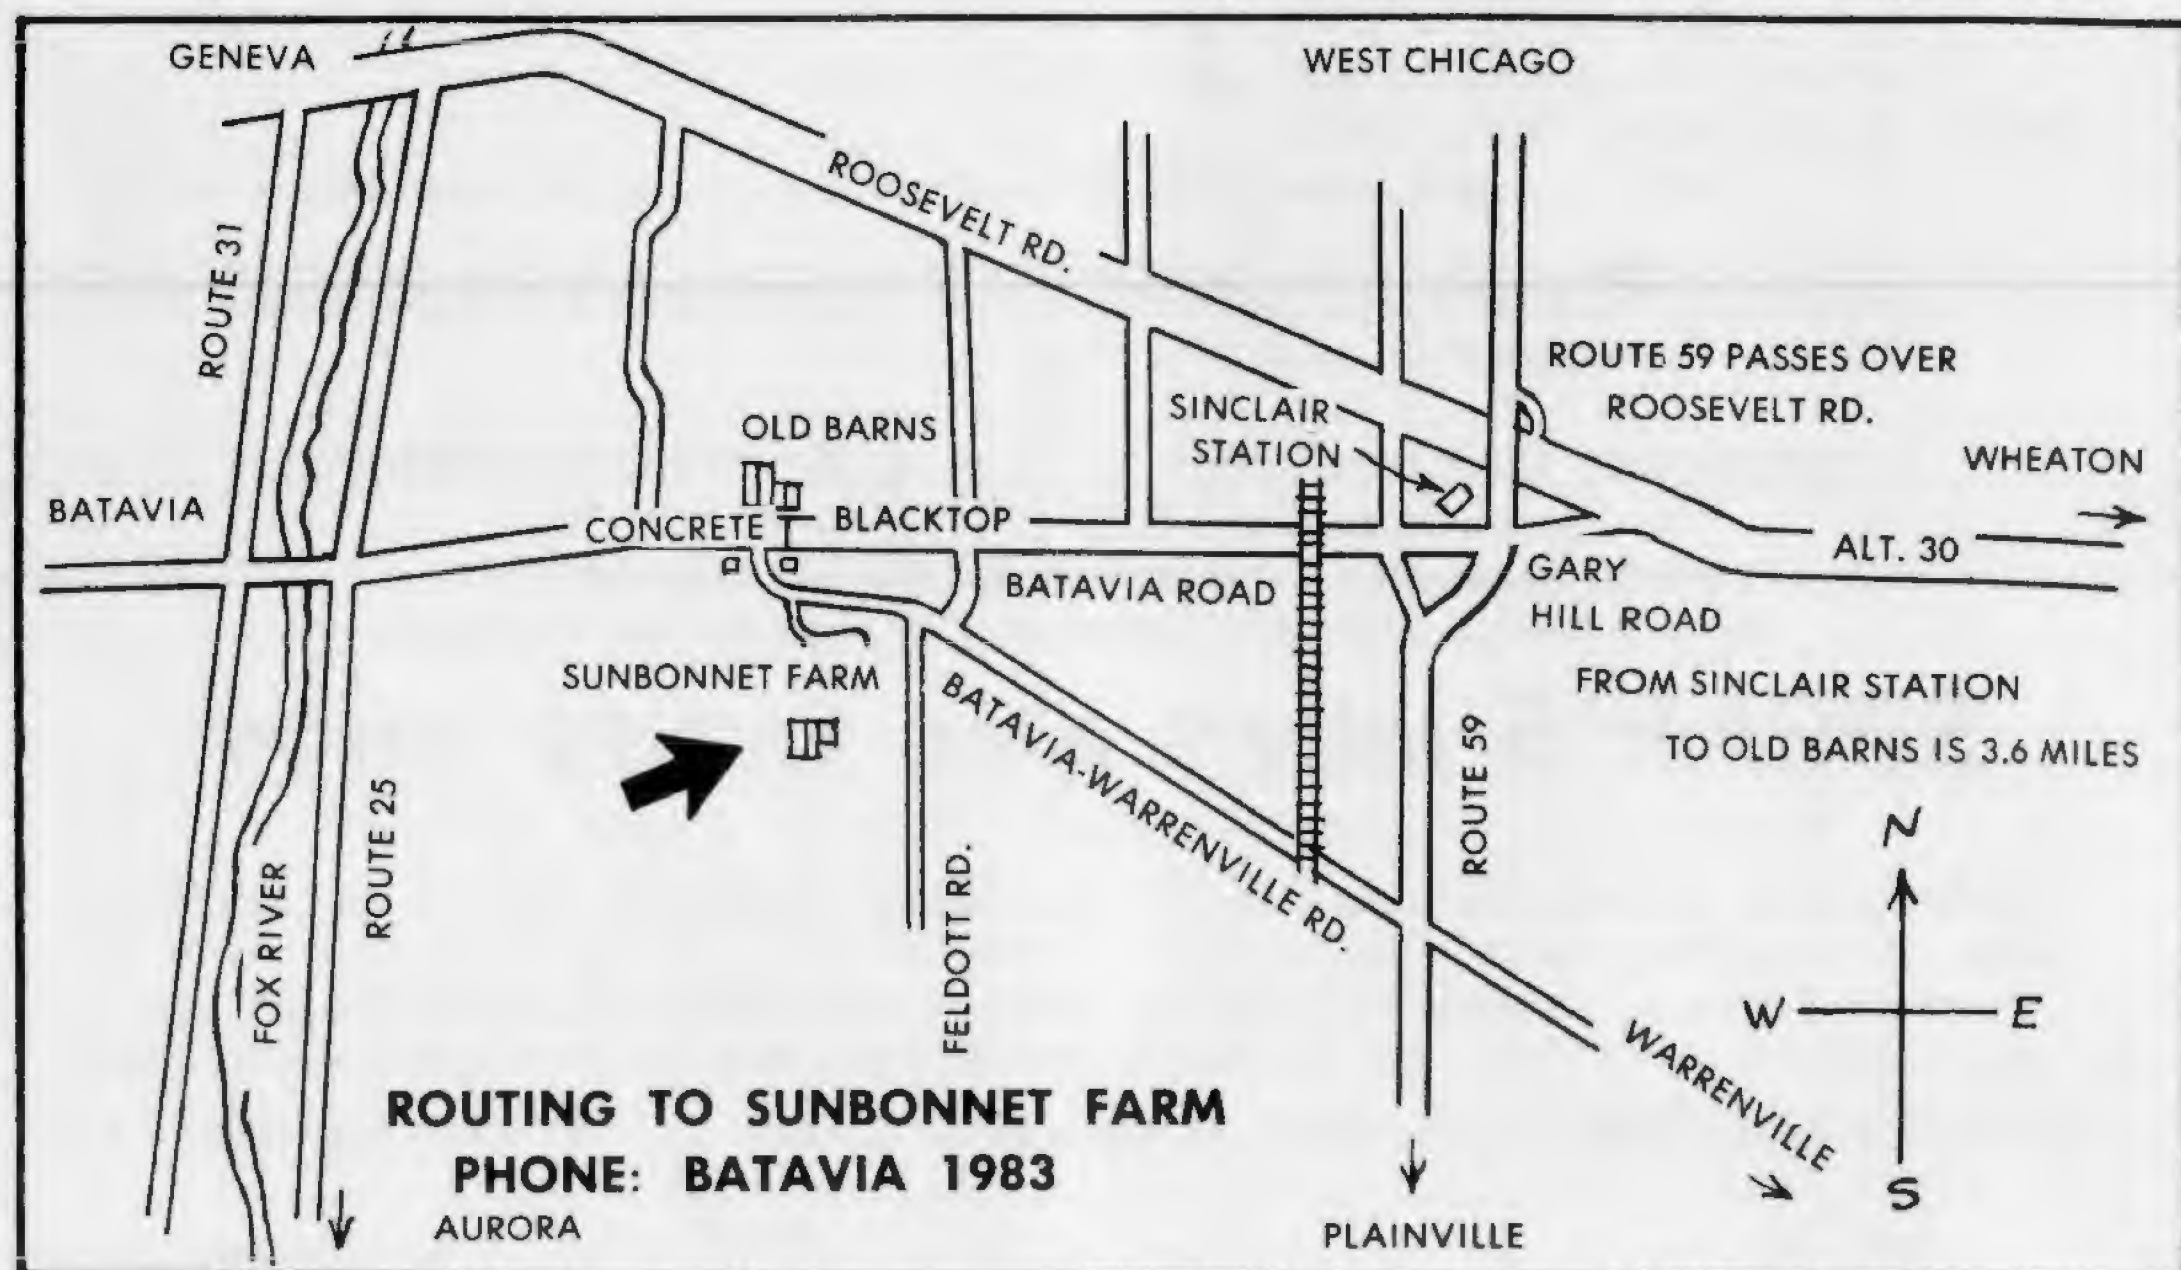 GENEVA
WEST CHICAGO
ROOSEVELT RD.
ROUTE 31
ROUTE 59 PASSES OVER
ROOSEVELT RD.
SINCLAIR
STATION
OLD BARNS
WHEATON
BATAVIA
CONCRETE
BLACKTOP
ALT. 30
BATAVIA ROAD
GARY
HILL ROAD
SUNBONNET FARM
FROM SINCLAIR STATION
TO OLD BARNS IS 3.6 MILES
BATAVIA-WARRENVILLE RD.
ROUTE 59
ROUTE 25
FOX RIVER
FELDOTT RD.
N
W
E
S
WARRENVILLE
ROUTING TO SUNBONNET FARM
PHONE: BATAVIA 1983
AURORA
PLAINVILLE